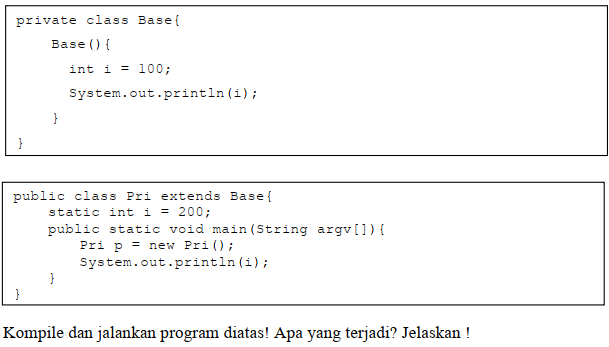 private class Base{
Base(){
int i = 100;
System.out.println(i);
}
}
public class Pri extends Base{
static int i = 200;
public static void main(String argv[]){
Pri p = new Pri();
System.out.println(i);
}
}
Kompile dan jalankan program diatas! Apa yang terjadi? Jelaskan !